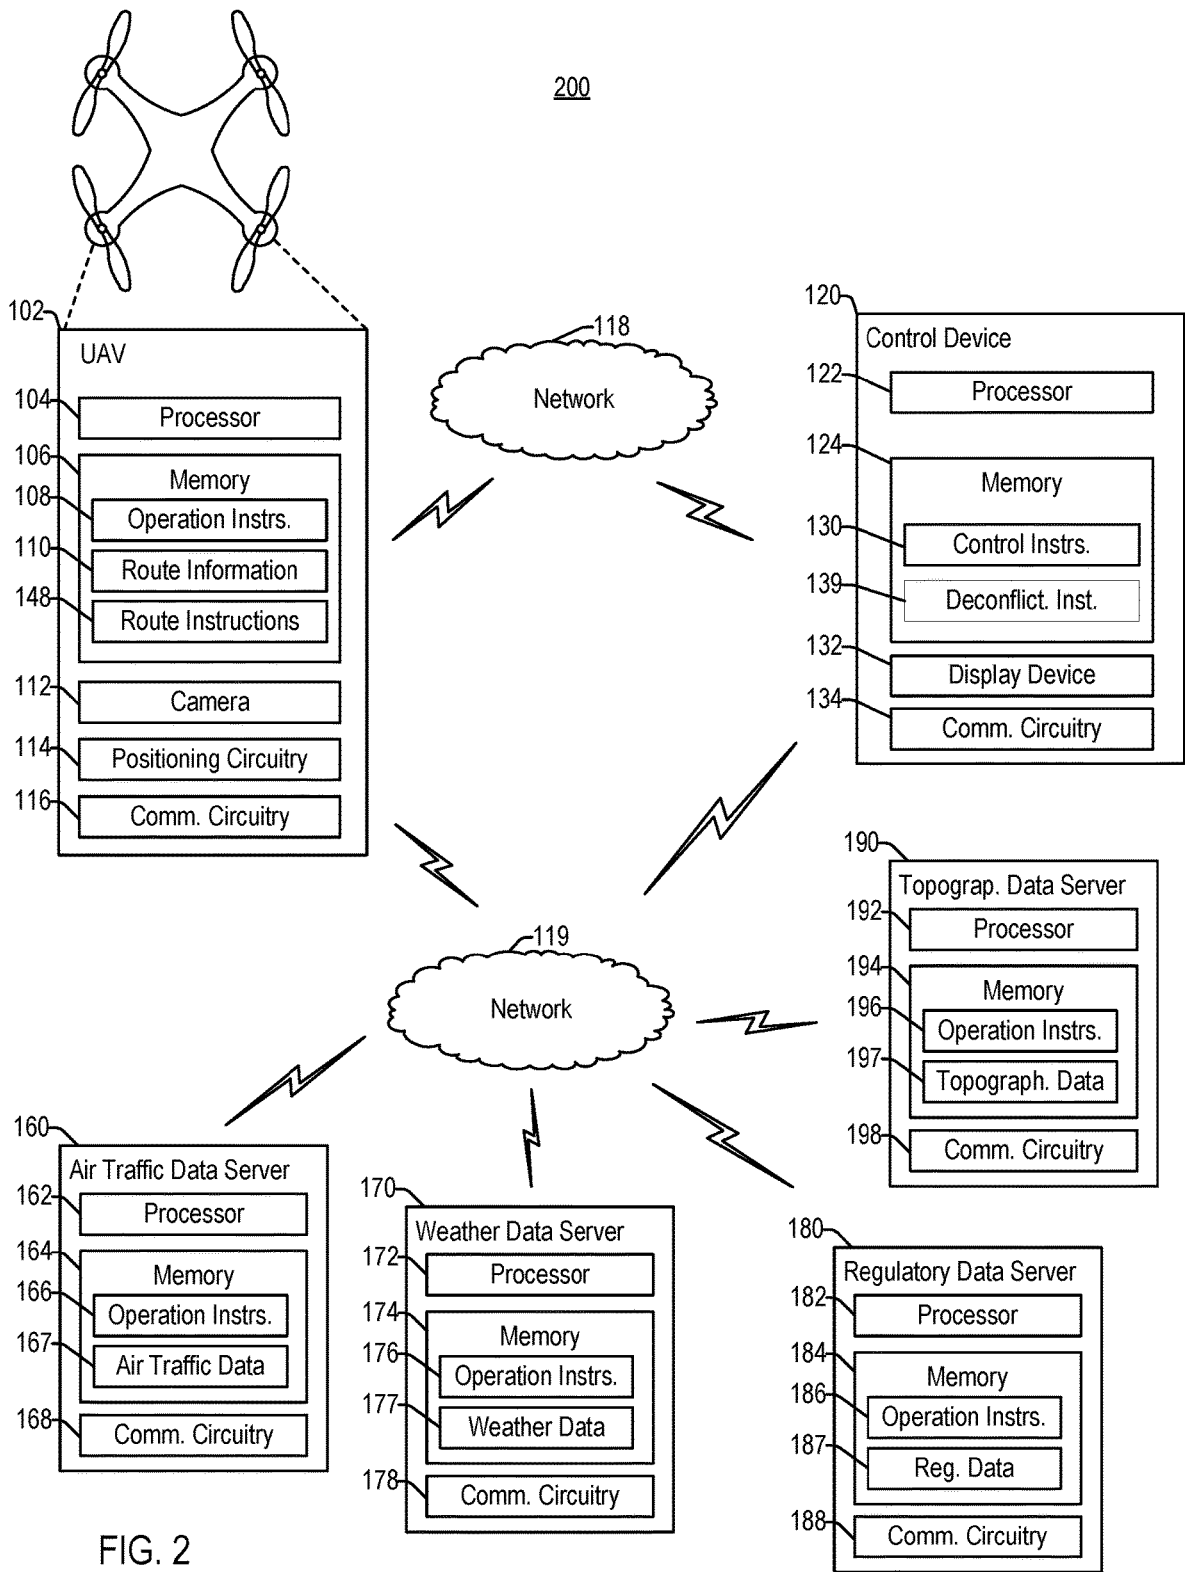 200
102
UAV
104
Processor
106
Memory
108
Operation Instrs.
110
Route Information
148
Route Instructions
112
Camera
114
Positioning Circuitry
116
Comm. Circuitry
118
Network
120
Control Device
122
Processor
124
Memory
130
Control Instrs.
139
Deconflict. Inst.
132
Display Device
134
Comm. Circuitry
119
Network
190
Topograp. Data Server
192
Processor
194
Memory
196
Operation Instrs.
197
Topograph. Data
198
Comm. Circuitry
160
Air Traffic Data Server
162
Processor
164
Memory
166
Operation Instrs.
167
Air Traffic Data
168
Comm. Circuitry
170
Weather Data Server
172
Processor
174
Memory
176
Operation Instrs.
177
Weather Data
178
Comm. Circuitry
180
Regulatory Data Server
182
Processor
184
Memory
186
Operation Instrs.
187
Reg. Data
188
Comm. Circuitry
FIG. 2